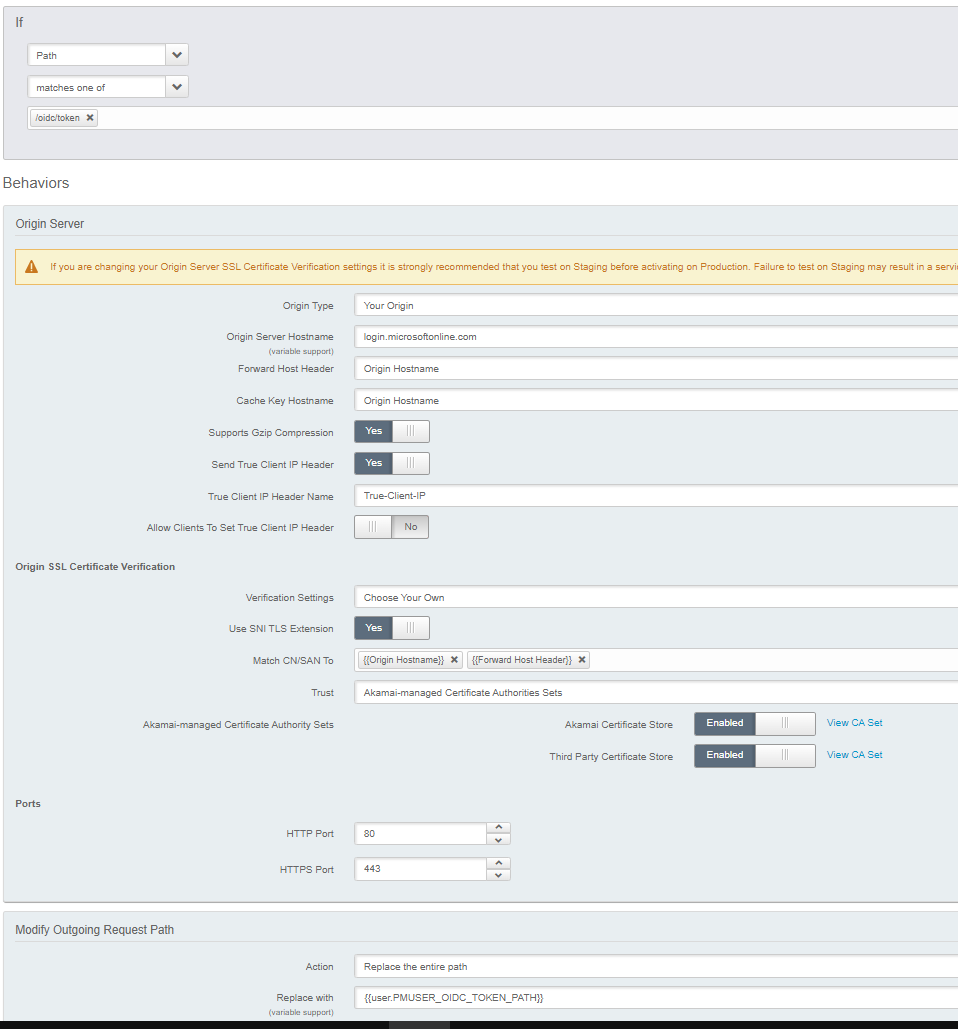 If
Path
matches one of
/oidc/token ×
Behaviors
Origin Server
If you are changing your Origin Server SSL Certificate Verification settings it is strongly recommended that you test on Staging before activating on Production. Failure to test on Staging may result in a servi
Origin Type Your Origin
Origin Server Hostname login.microsoftonline.com
(variable support)
Forward Host Header Origin Hostname
Cache Key Hostname Origin Hostname
Supports Gzip Compression Yes
Send True Client IP Header Yes
True Client IP Header Name True-Client-IP
Allow Clients To Set True Client IP Header No
Origin SSL Certificate Verification
Verification Settings Choose Your Own
Use SNI TLS Extension Yes
Match CN/SAN To {{Origin Hostname}} × {{Forward Host Header}} ×
Trust Akamai-managed Certificate Authorities Sets
Akamai-managed Certificate Authority Sets Akamai Certificate Store Enabled View CA Set
Third Party Certificate Store Enabled View CA Set
Ports
HTTP Port 80
HTTPS Port 443
Modify Outgoing Request Path
Action Replace the entire path
Replace with {{user.PMUSER_OIDC_TOKEN_PATH}}
(variable support)